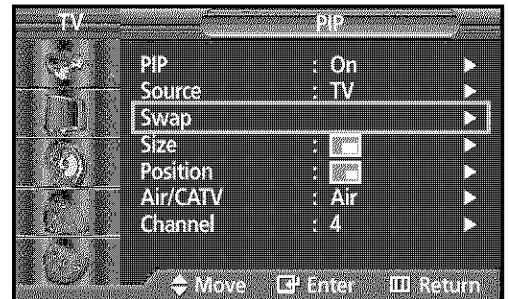 TV PIP
PIP : On
Source : TV
Swap
Size :
Position :
Air/CATV : Air
Channel : 4
Move Enter Return